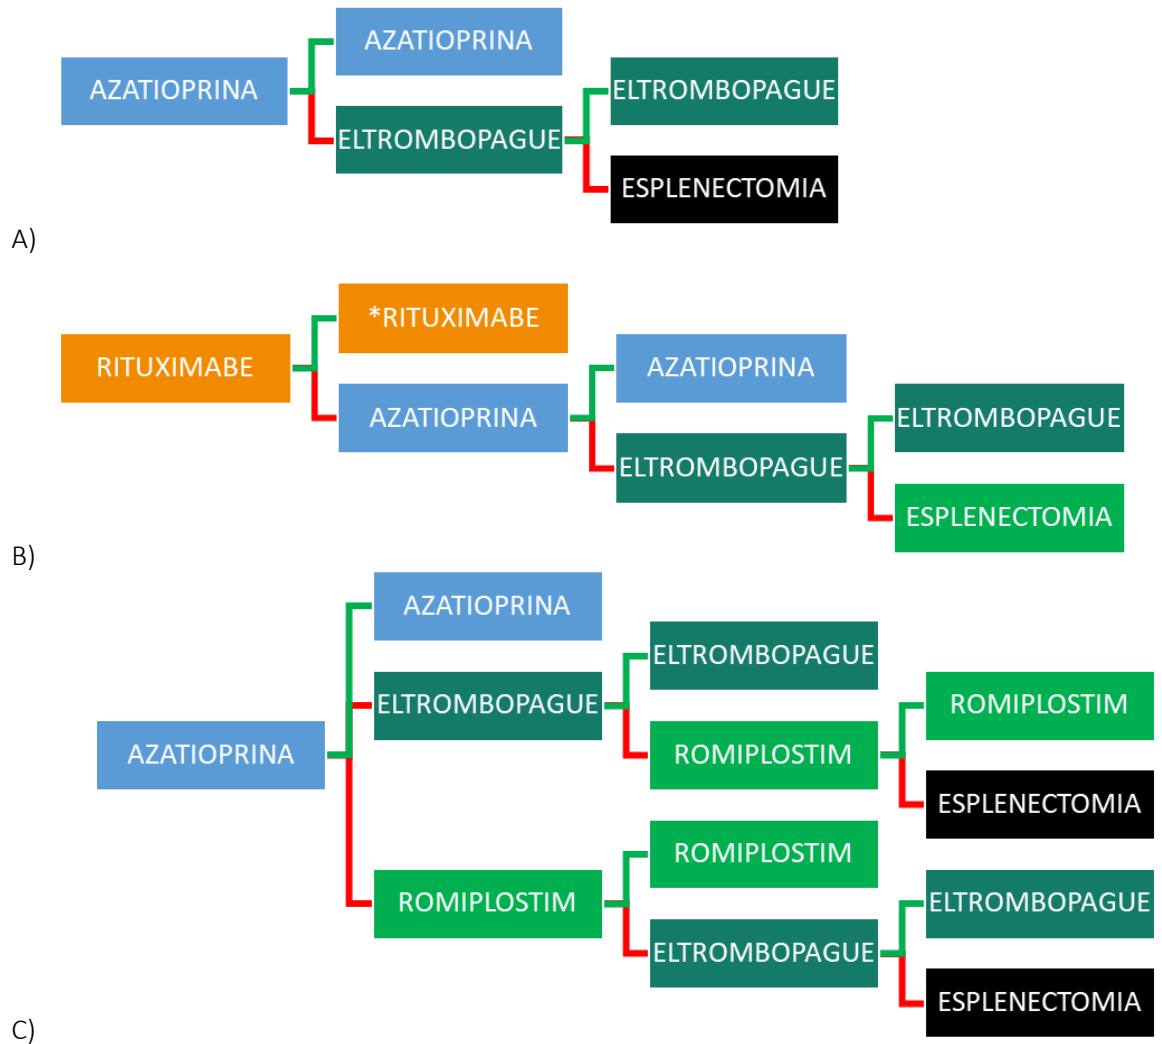 AZATIOPRINA
AZATIOPRINA
ELTROMBOPAGUE
ELTROMBOPAGUE
ESPLENECTOMIA
A)
RITUXIMABE
*RITUXIMABE
AZATIOPRINA
AZATIOPRINA
ELTROMBOPAGUE
ELTROMBOPAGUE
ESPLENECTOMIA
B)
AZATIOPRINA
AZATIOPRINA
ELTROMBOPAGUE
ELTROMBOPAGUE
ROMIPLOSTIM
ROMIPLOSTIM
ESPLENECTOMIA
ROMIPLOSTIM
ROMIPLOSTIM
ELTROMBOPAGUE
ELTROMBOPAGUE
ESPLENECTOMIA
C)